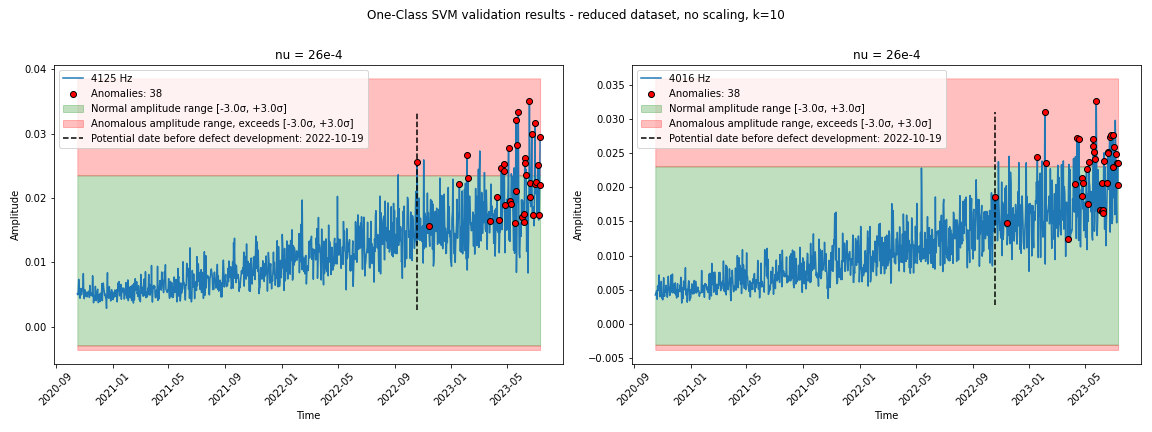 One-Class SVM validation results - reduced dataset, no scaling, k=10
nu = 26e-4
4125 Hz
Anomalies: 38
Normal amplitude range [-3.0σ, +3.0σ]
Anomalous amplitude range, exceeds [-3.0σ, +3.0σ]
Potential date before defect development: 2022-10-19
0.04
0.03
0.02
0.01
0.00
Amplitude
2020-09
2021-01
2021-05
2021-09
2022-01
2022-05
2022-09
2023-01
2023-05
Time
nu = 26e-4
4016 Hz
Anomalies: 38
Normal amplitude range [-3.0σ, +3.0σ]
Anomalous amplitude range, exceeds [-3.0σ, +3.0σ]
Potential date before defect development: 2022-10-19
0.035
0.030
0.025
0.020
0.015
0.010
0.005
0.000
−0.005
Amplitude
2020-09
2021-01
2021-05
2021-09
2022-01
2022-05
2022-09
2023-01
2023-05
Time